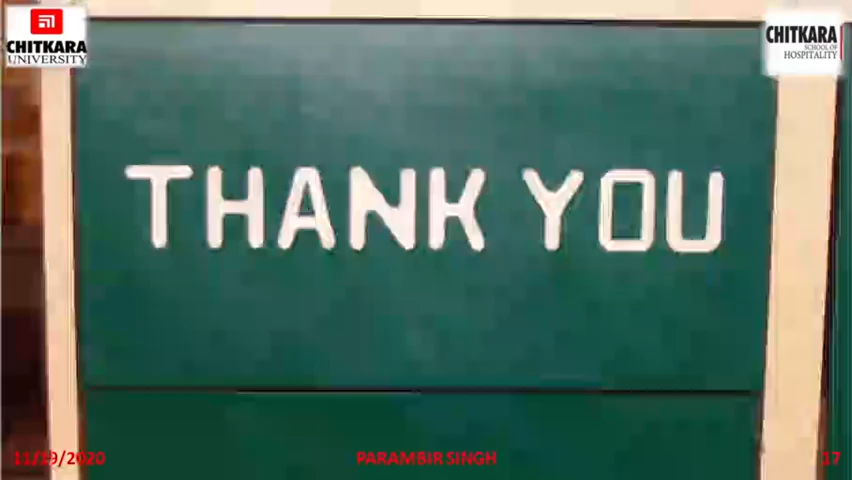 CHITKARA
UNIVERSITY
CHITKARA
SCHOOL OF
HOSPITALITY
THANK YOU
11/19/2020
PARAMBIR SINGH
17